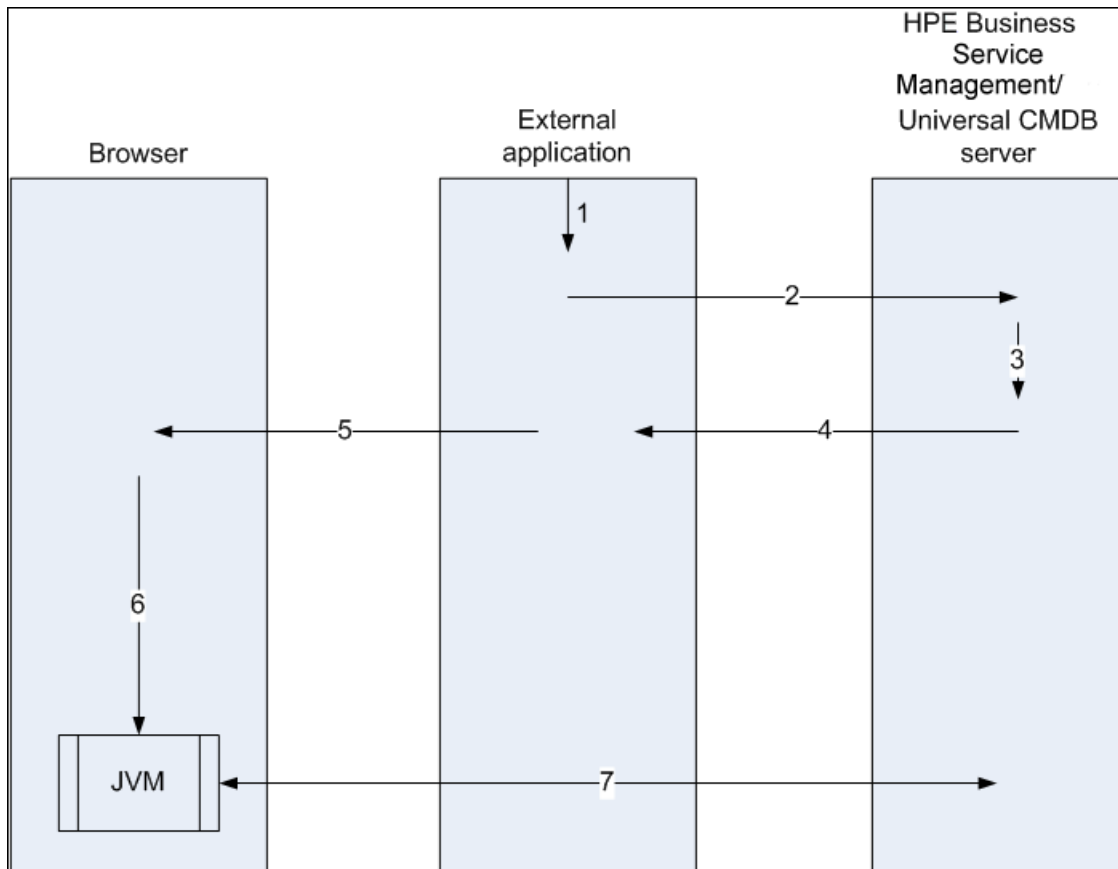 HPE Business
Service
Management/
Universal CMDB
server
External
application
Browser
1
2
3
5
4
6
JVM
7